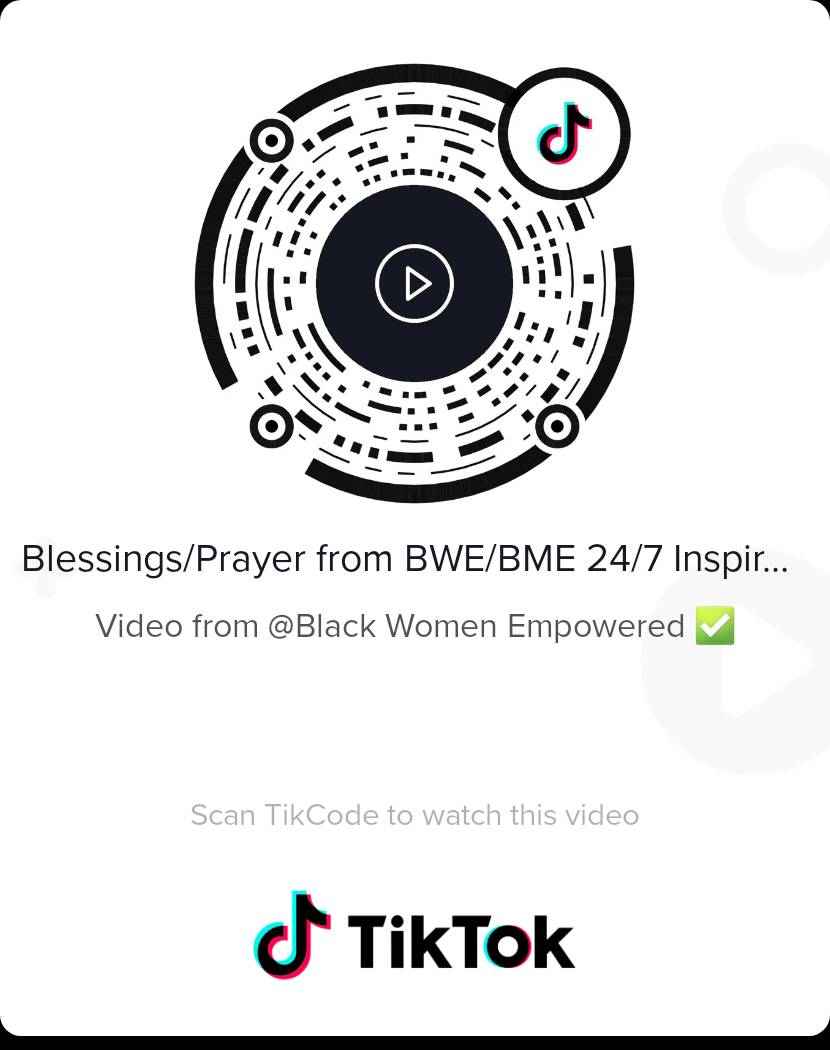 Blessings/Prayer from BWE/BME 24/7 Inspir...
Video from @Black Women Empowered ✅
Scan TikCode to watch this video
TikTok